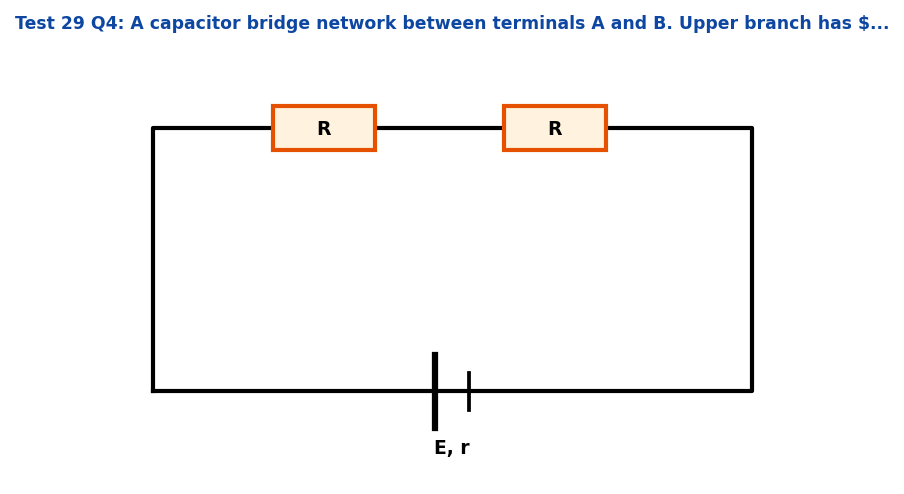 Test 29 Q4: A capacitor bridge network between terminals A and B. Upper branch has $...
R R
E, r